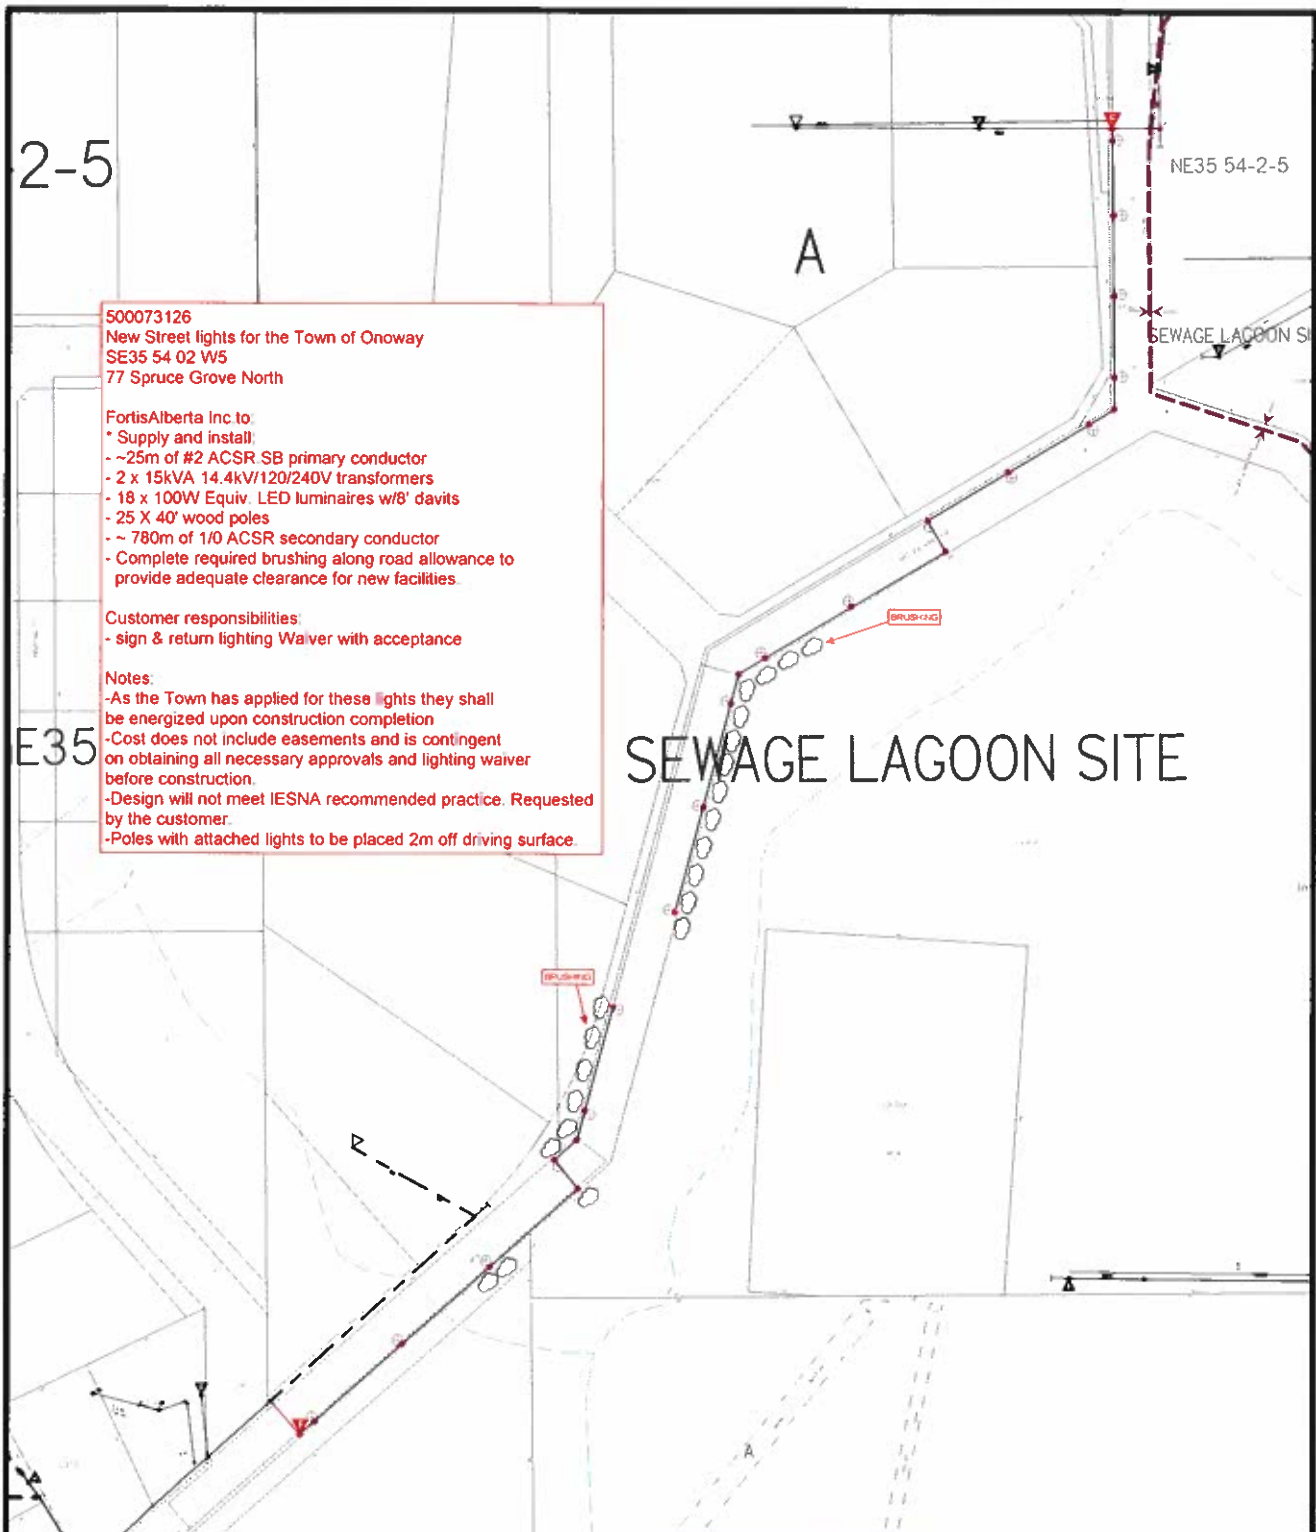 2-5
NE35 54-2-5
A
SEWAGE LAGOON SI
500073126
New Street lights for the Town of Onoway
SE35 54 02 W5
77 Spruce Grove North
FortisAlberta Inc.to:
* Supply and install:
- ~25m of #2 ACSR SB primary conductor
- 2 x 15kVA 14.4kV/120/240V transformers
- 18 x 100W Equiv. LED luminaires w/8' davits
- 25 X 40' wood poles
- ~ 780m of 1/0 ACSR secondary conductor
- Complete required brushing along road allowance to
provide adequate clearance for new facilities.
Customer responsibilities:
- sign & return lighting Waiver with acceptance
Notes:
-As the Town has applied for these lights they shall
be energized upon construction completion
-Cost does not include easements and is contingent
on obtaining all necessary approvals and lighting waiver
before construction.
-Design will not meet IESNA recommended practice. Requested
by the customer.
-Poles with attached lights to be placed 2m off driving surface.
BRUSHING
E35
SEWAGE LAGOON SITE
BRUSHING
A